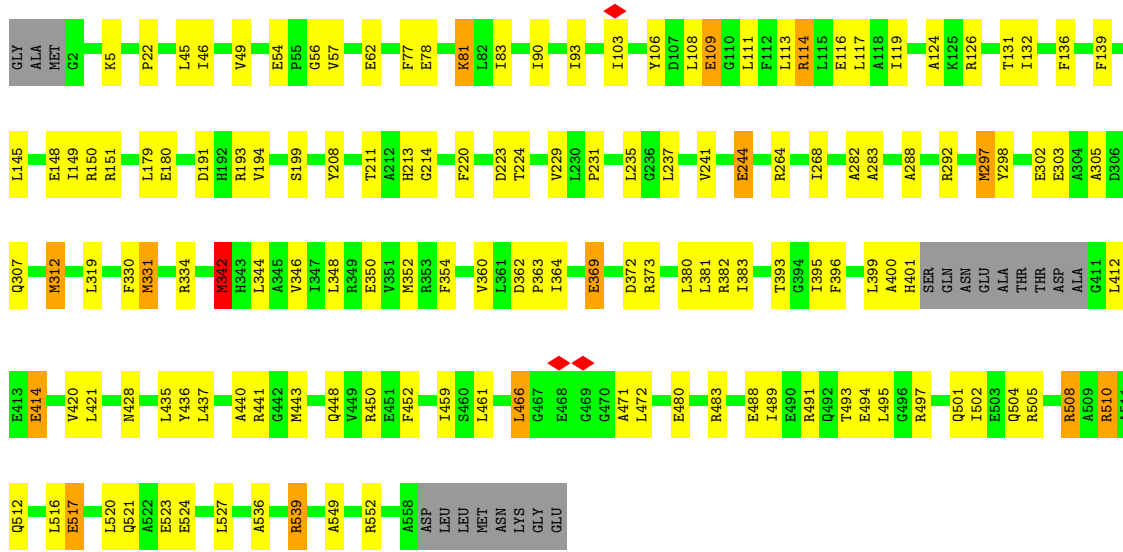 GLY ALA MET G2 K5 P22 L45 I46 V49 E54 P55 G56 V57 E62 F77 E78 K81 L82 I83 I90 I93 I103 Y106 D107 L108 E109 G110 L111 F112 L113 R114 L115 E116 L117 A118 I119 A124 K125 R126 T131 I132 F136 F139
L145 E148 I149 R150 R151 L179 E180 D191 H192 R193 V194 S199 Y208 T211 A212 H213 G214 F220 D223 T224 V229 L230 P231 L235 G236 L237 V241 E244 R264 I268 A282 A283 A288 R292 M297 Y298 E302 E303 A304 A305 D306
Q307 M312 L319 F330 M331 R334 M342 H343 L344 A345 V346 I347 L348 R349 E350 V351 M352 R353 F354 V360 L361 D362 P363 I364 E369 D372 R373 L380 L381 R382 I383 T393 G394 I395 F396 L399 A400 H401 SER GLN ASN GLU ALA THR THR ASP ALA G411 L412
E413 E414 V420 L421 N428 L435 Y436 L437 A440 R441 G442 M443 Q448 V449 R450 E451 F452 I459 S460 L461 L466 G467 E468 G469 G470 A471 L472 E480 R483 E488 I489 E490 R491 Q492 T493 E494 L495 G496 R497 Q501 I502 E503 Q504 R505 R508 A509 R510
Q512 L516 E517 L520 Q521 A522 E523 E524 L527 A536 R539 A549 R552 A558 ASP LEU LEU MET ASN LYS GLY GLU